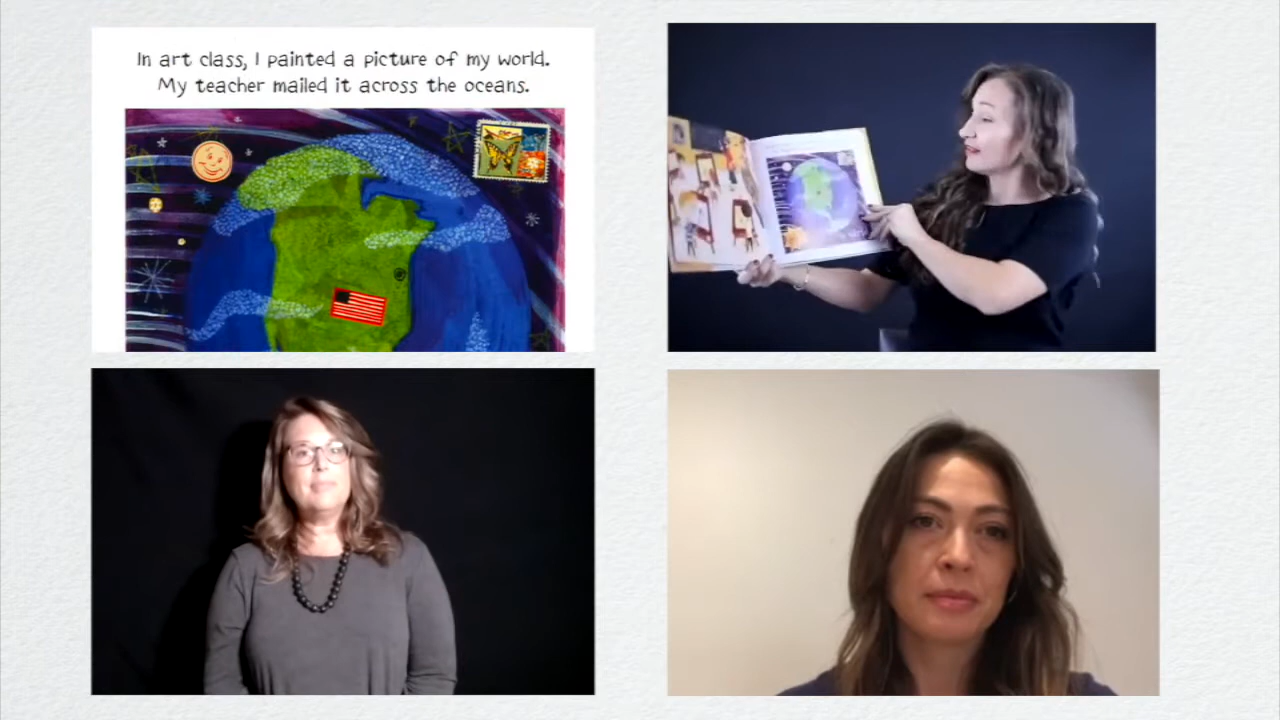 In art class, I painted a picture of my world.
My teacher mailed it across the oceans.